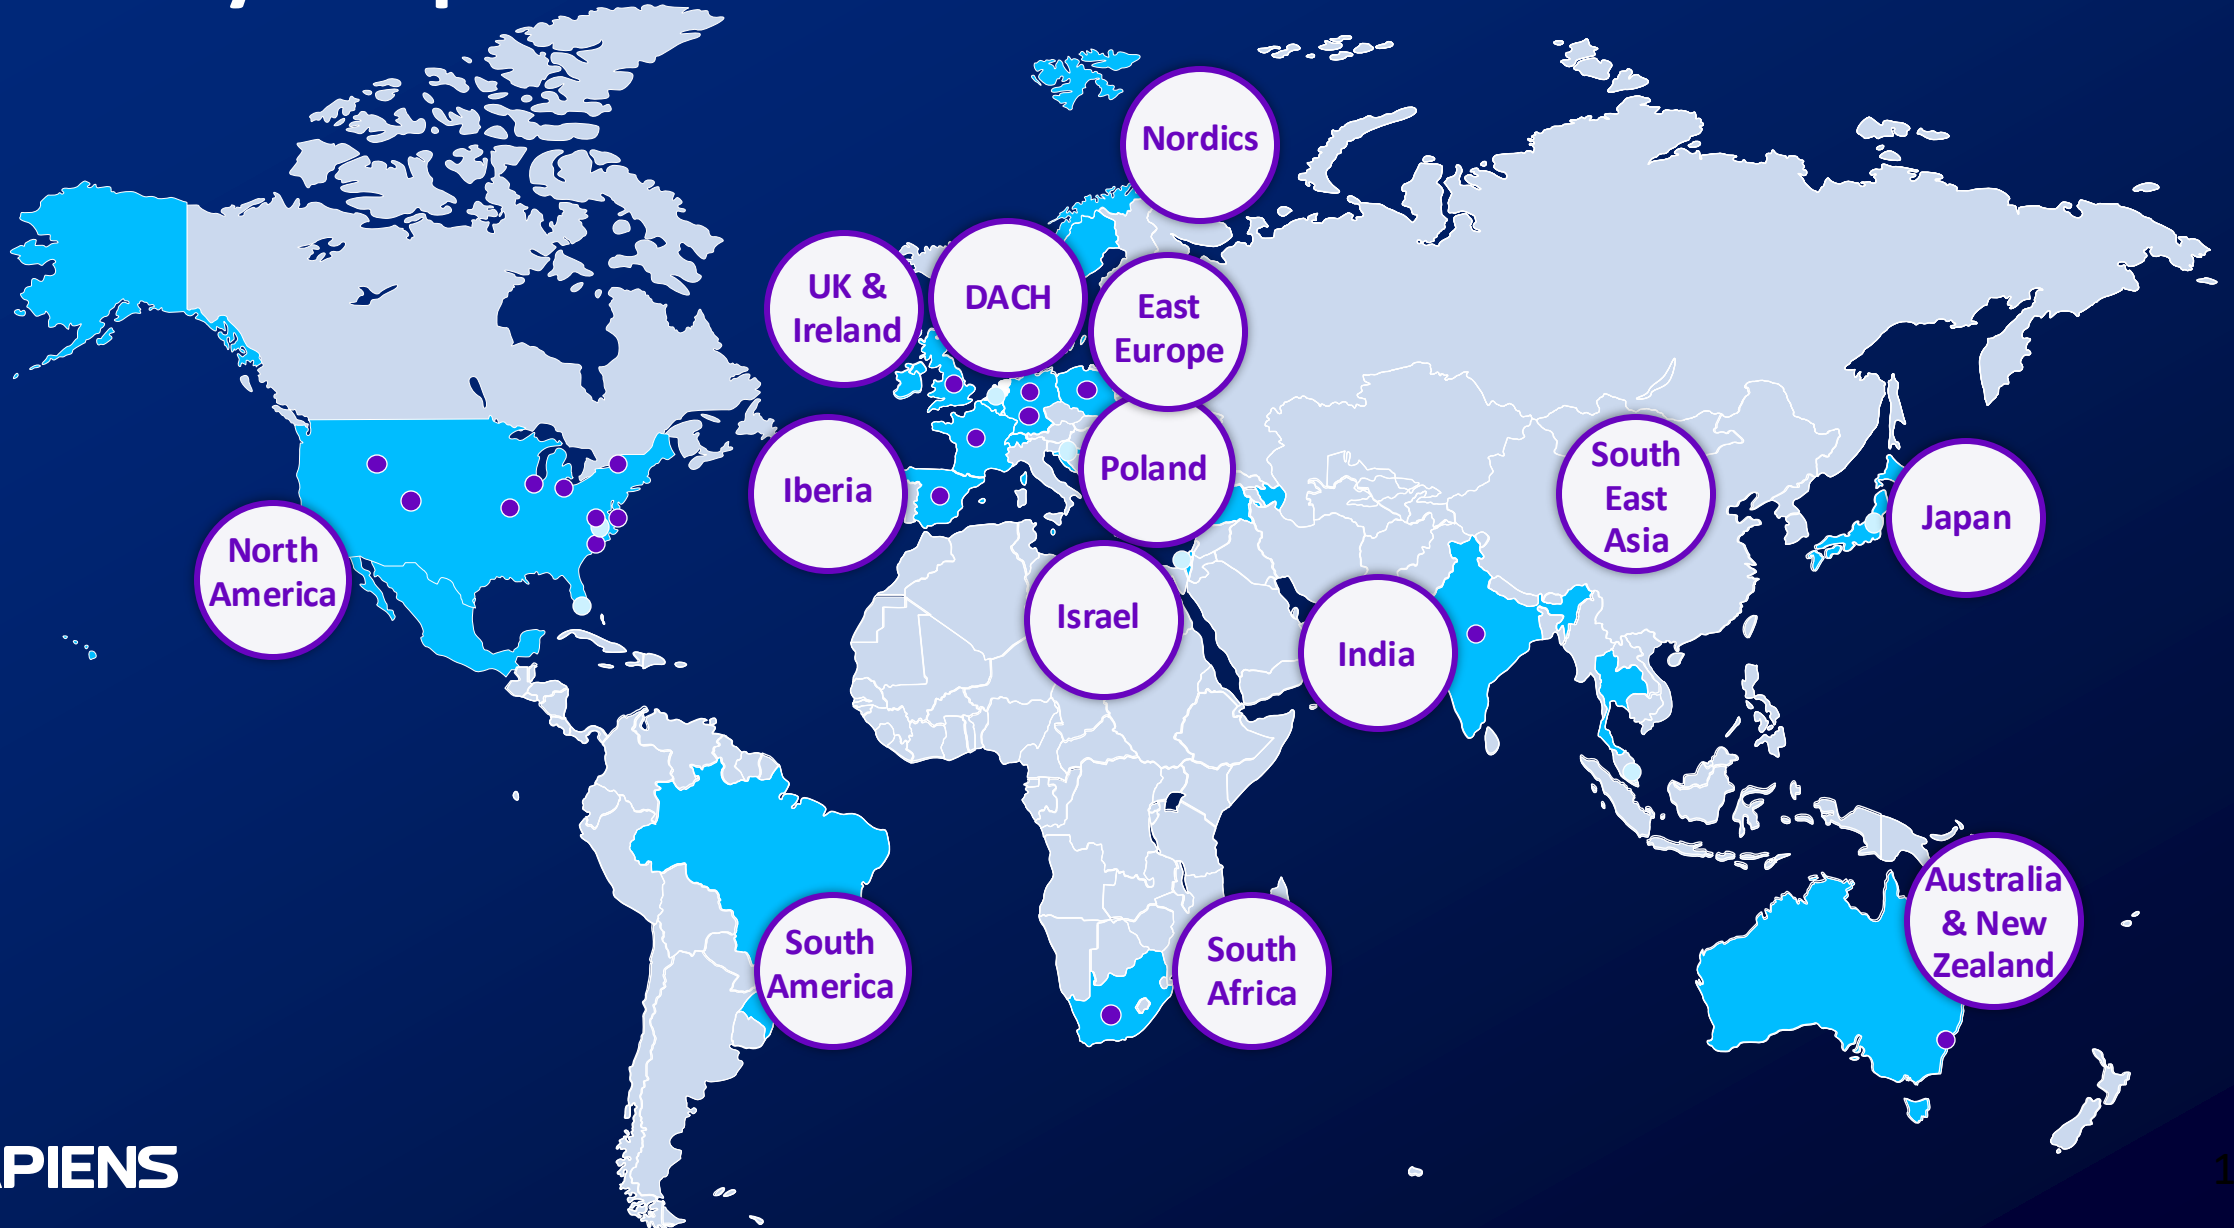 Nordics
UK &
Ireland
DACH
East
Europe
Iberia
Poland
South
East
Asia
Japan
North
America
Israel
India
South
America
South
Africa
Australia
& New
Zealand
PIENS
1